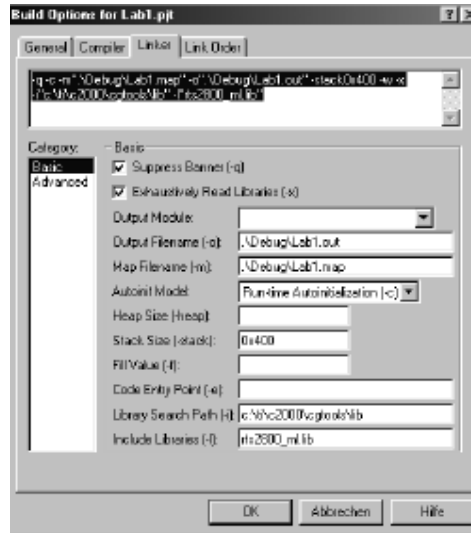 Build Options for Lab1.pjt
General Compiler Linker Link Order
-q -c -m".\Debug\Lab1.map" -o".\Debug\Lab1.out" -stack0x400 -w -x
-i"c:\ti\c2000\cgtools\lib" -l"rts2800_ml.lib"
Category:
Basic
Advanced
Basic
Suppress Banner (-q)
Exhaustively Read Libraries (-x)
Output Module:
Output Filename (-o): .\Debug\Lab1.out
Map Filename (-m): .\Debug\Lab1.map
Autoinit Model: Run-time Autoinitialization (-c)
Heap Size (-heap):
Stack Size (-stack): 0x400
Fill Value (-f):
Code Entry Point (-e):
Library Search Path (-i): c:\ti\c2000\cgtools\lib
Include Libraries (-l): rts2800_ml.lib
OK Abbrechen Hilfe